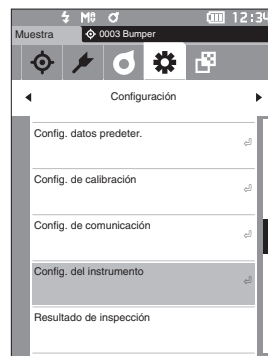 12:34
Muestra 0003 Bumper
Configuración
Config. datos predeter.
Config. de calibración
Config. de comunicación
Config. del instrumento
Resultado de inspección